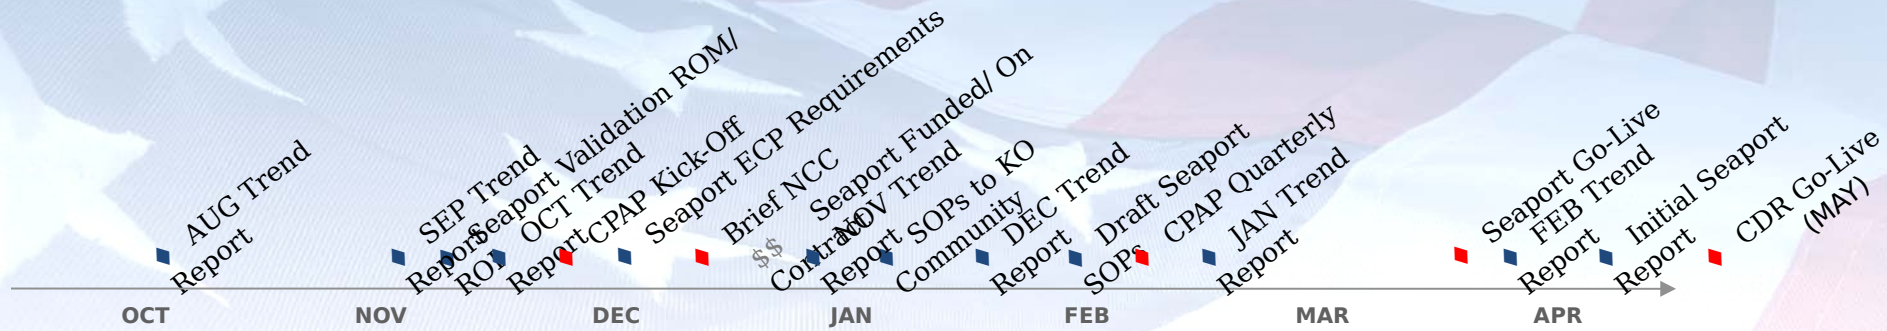 AUG Trend
Report
SEP Trend
Report
Seaport Validation ROM/
ROI
OCT Trend
Report
CPAP Kick-Off
Seaport ECP Requirements
Brief NCC
$$
Seaport Funded/ On
Contract
NOV Trend
Report
SOPs to KO
Community
DEC Trend
Report
Draft Seaport
SOPs
CPAP Quarterly
JAN Trend
Report
Seaport Go-Live
FEB Trend
Report
Initial Seaport
Report
CDR Go-Live
(MAY)
OCT
NOV
DEC
JAN
FEB
MAR
APR